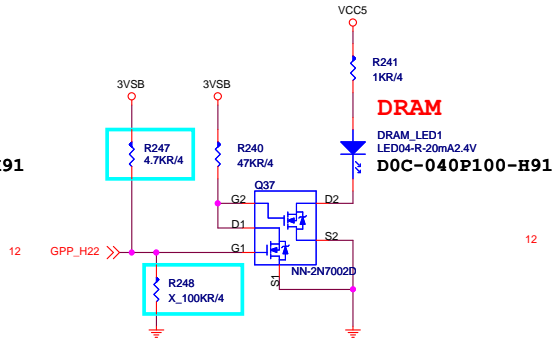 VCC5
R241
1KR/4
3VSB
3VSB
DRAM
DRAM_LED1
LED04-R-20mA2.4V
D0C-040P100-H91
H91
R247
4.7KR/4
R240
47KR/4
Q37
G2
D2
D1
S2
G1
12
GPP_H22
12
S1
NN-2N7002D
R248
X_100KR/4